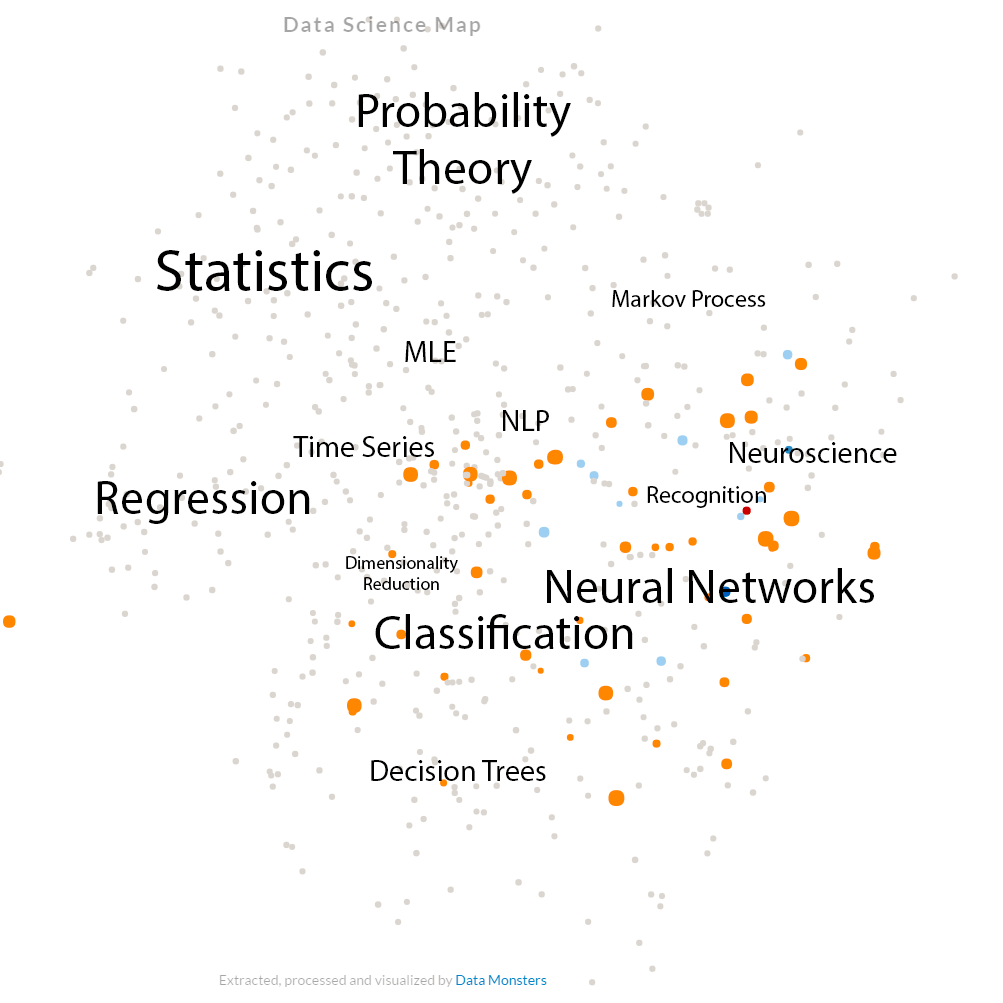 Data Science Map
Probability
Theory
Statistics
Markov Process
MLE
NLP
Time Series
Neuroscience
Regression
Recognition
Dimensionality
Reduction
Neural Networks
Classification
Decision Trees
Extracted, processed and visualized by Data Monsters